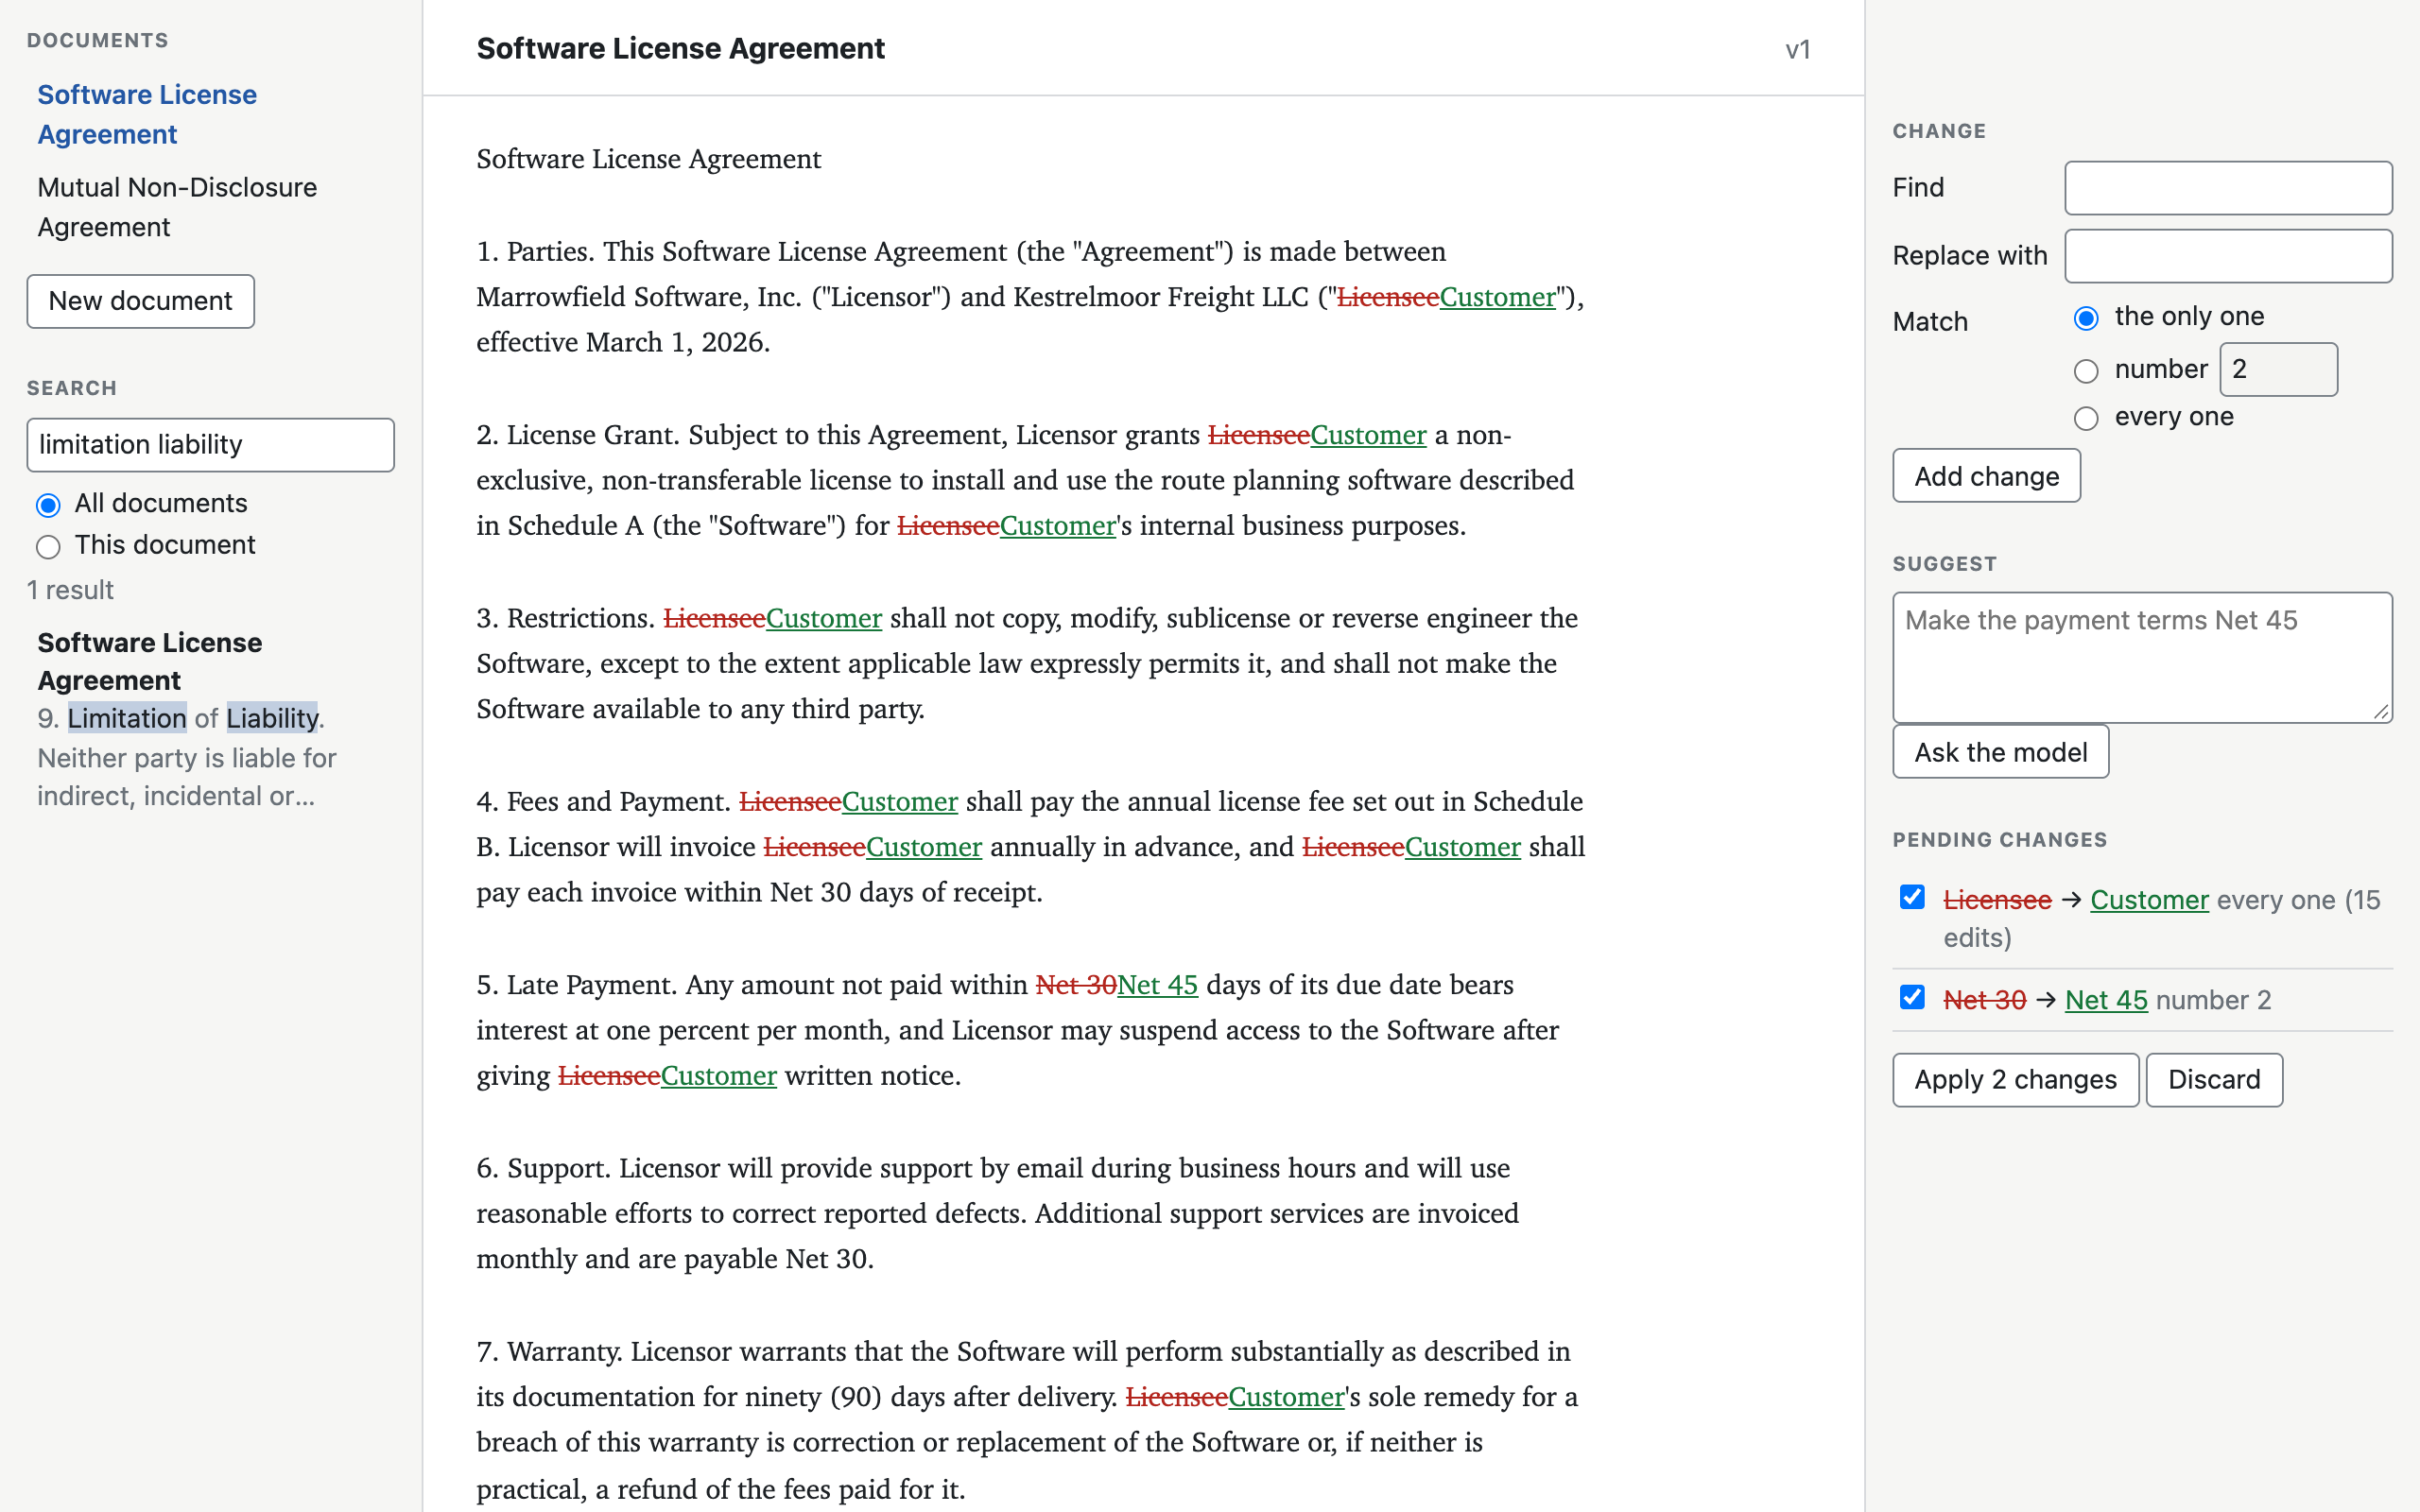 DOCUMENTS
Software License
Agreement
Mutual Non-Disclosure
Agreement
New document
SEARCH
limitation liability
All documents
This document
1 result
Software License
Agreement
9. Limitation of Liability.
Neither party is liable for
indirect, incidental or...
Software License Agreement
v1
Software License Agreement
1. Parties. This Software License Agreement (the "Agreement") is made between
Marrowfield Software, Inc. ("Licensor") and Kestrelmoor Freight LLC ("LicenseeCustomer"),
effective March 1, 2026.
2. License Grant. Subject to this Agreement, Licensor grants LicenseeCustomer a non-
exclusive, non-transferable license to install and use the route planning software described
in Schedule A (the "Software") for LicenseeCustomer's internal business purposes.
3. Restrictions. LicenseeCustomer shall not copy, modify, sublicense or reverse engineer the
Software, except to the extent applicable law expressly permits it, and shall not make the
Software available to any third party.
4. Fees and Payment. LicenseeCustomer shall pay the annual license fee set out in Schedule
B. Licensor will invoice LicenseeCustomer annually in advance, and LicenseeCustomer shall
pay each invoice within Net 30 days of receipt.
5. Late Payment. Any amount not paid within Net 30Net 45 days of its due date bears
interest at one percent per month, and Licensor may suspend access to the Software after
giving LicenseeCustomer written notice.
6. Support. Licensor will provide support by email during business hours and will use
reasonable efforts to correct reported defects. Additional support services are invoiced
monthly and are payable Net 30.
7. Warranty. Licensor warrants that the Software will perform substantially as described in
its documentation for ninety (90) days after delivery. LicenseeCustomer's sole remedy for a
breach of this warranty is correction or replacement of the Software or, if neither is
practical, a refund of the fees paid for it.
CHANGE
Find
Replace with
Match
the only one
number 2
every one
Add change
SUGGEST
Make the payment terms Net 45
Ask the model
PENDING CHANGES
Licensee → Customer every one (15
edits)
Net 30 → Net 45 number 2
Apply 2 changes
Discard